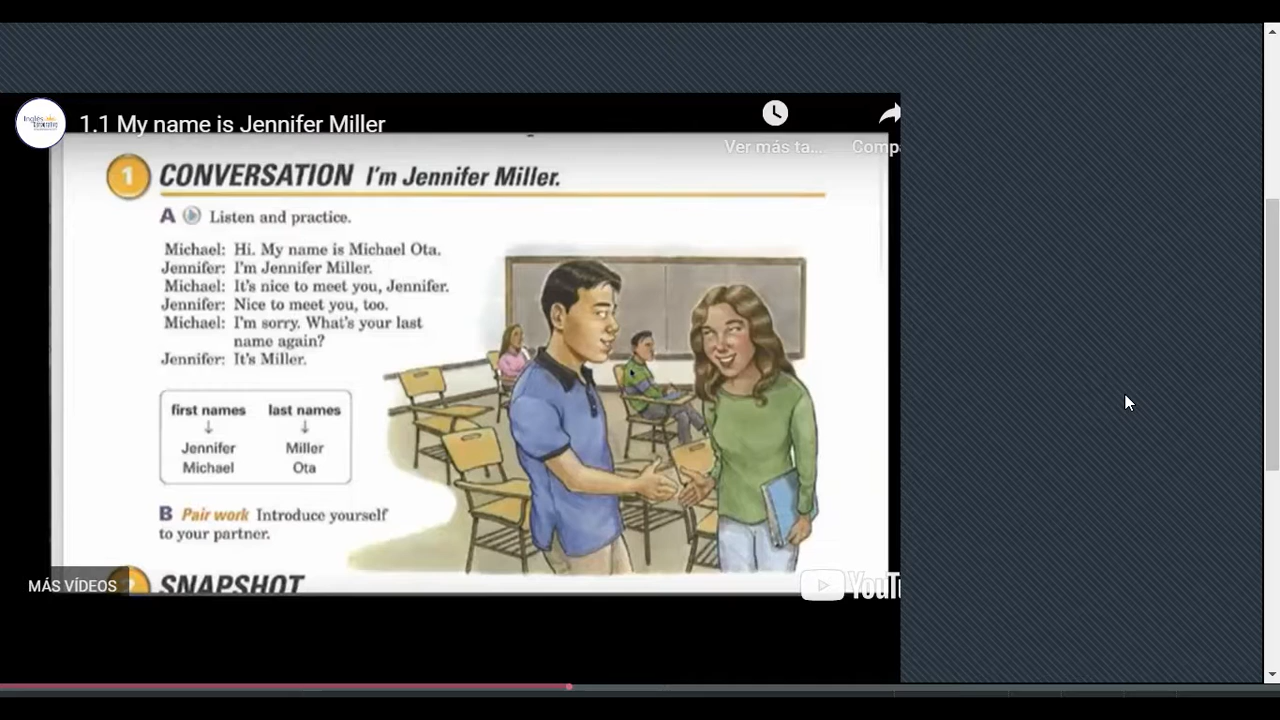 1.1 My name is Jennifer Miller
Ver más ta...
1 CONVERSATION I'm Jennifer Miller.
A Listen and practice.
Michael: Hi. My name is Michael Ota.
Jennifer: I'm Jennifer Miller.
Michael: It's nice to meet you, Jennifer.
Jennifer: Nice to meet you, too.
Michael: I'm sorry. What's your last
name again?
Jennifer: It's Miller.
first names last names
↓ ↓
Jennifer Miller
Michael Ota
B Pair work Introduce yourself
to your partner.
MÁS VÍDEOS
2 SNAPSHOT